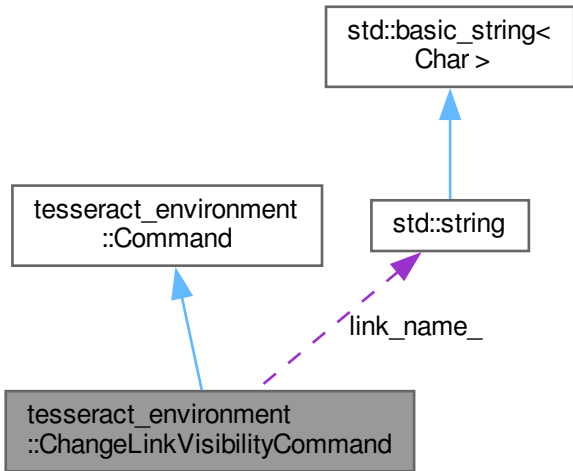 std::basic_string<
Char >
tesseract_environment
::Command
std::string
link_name_
tesseract_environment
::ChangeLinkVisibilityCommand